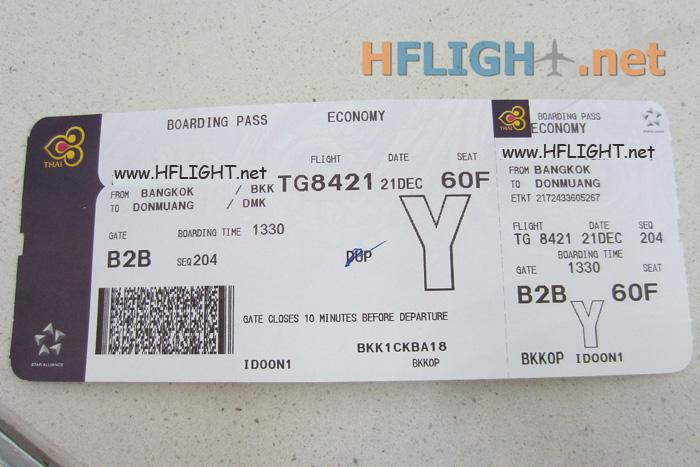 HFLIGHT.net
THAI
BOARDING PASS ECONOMY
www.HFLIGHT.net
FLIGHT DATE SEAT
TG8421 21DEC 60F
FROM BANGKOK / BKK
TO DONMUANG / DMK
GATE BOARDING TIME 1330
B2B SEQ 204
DUP
Y
GATE CLOSES 10 MINUTES BEFORE DEPARTURE
BKK1CKBA18
IDOON1 BKKOP
STAR ALLIANCE
THAI
BOARDING PASS
ECONOMY
www.HFLIGHT.net
FROM BANGKOK
TO DONMUANG
ETKT 2172433605267
FLIGHT DATE SEQ
TG 8421 21DEC 204
BOARDING TIME
GATE 1330 SEAT
B2B 60F
Y
BKKOP IDOON1